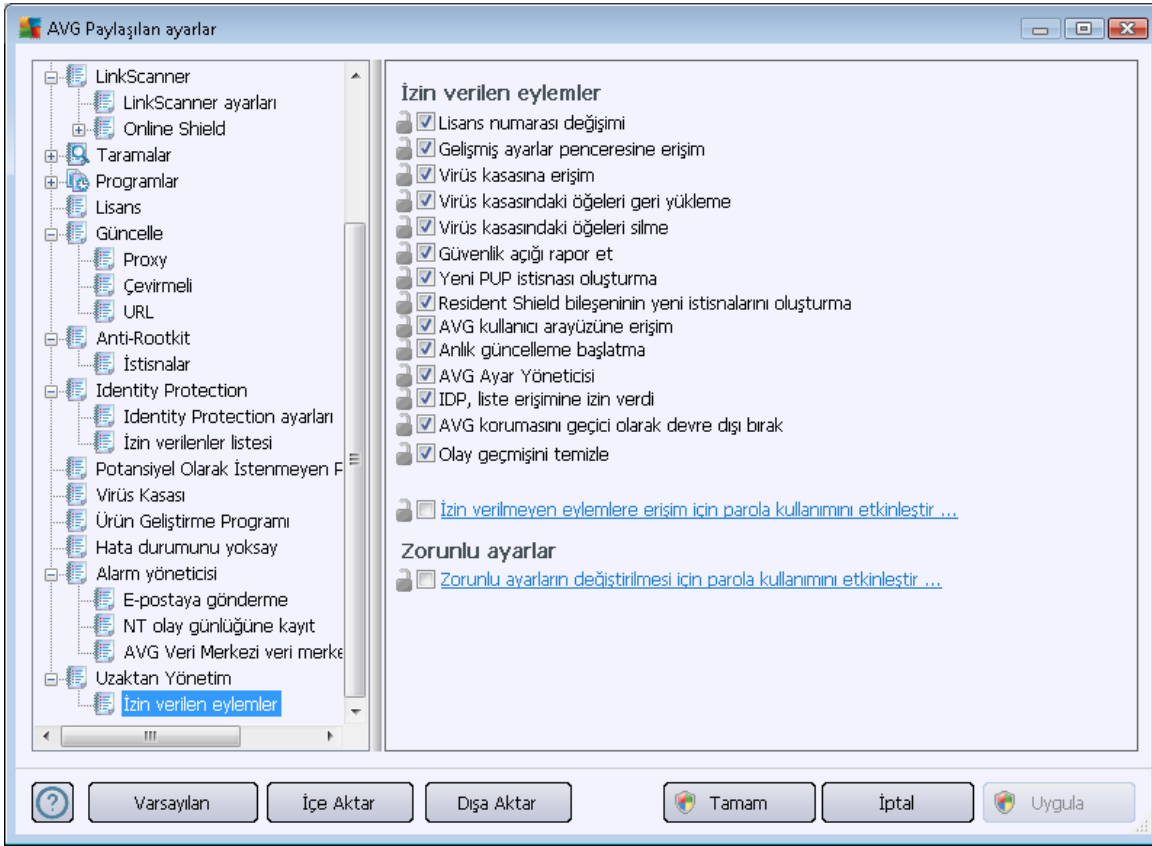 AVG Paylaşılan ayarlar
LinkScanner
LinkScanner ayarları
Online Shield
Taramalar
Programlar
Lisans
Güncelle
Proxy
Çevirmeli
URL
Anti-Rootkit
İstisnalar
Identity Protection
Identity Protection ayarları
İzin verilenler listesi
Potansiyel Olarak İstenmeyen P
Virüs Kasası
Ürün Geliştirme Programı
Hata durumunu yoksay
Alarm yöneticisi
E-postaya gönderme
NT olay günlüğüne kayıt
AVG Veri Merkezi veri merke
Uzaktan Yönetim
İzin verilen eylemler
İzin verilen eylemler
Lisans numarası değişimi
Gelişmiş ayarlar penceresine erişim
Virüs kasasına erişim
Virüs kasasındaki öğeleri geri yükleme
Virüs kasasındaki öğeleri silme
Güvenlik açığı rapor et
Yeni PUP istisnası oluşturma
Resident Shield bileşeninin yeni istisnalarını oluşturma
AVG kullanıcı arayüzüne erişim
Anlık güncelleme başlatma
AVG Ayar Yöneticisi
IDP, liste erişimine izin verdi
AVG korumasını geçici olarak devre dışı bırak
Olay geçmişini temizle
İzin verilmeyen eylemlere erişim için parola kullanımını etkinleştir ...
Zorunlu ayarlar
Zorunlu ayarların değiştirilmesi için parola kullanımını etkinleştir ...
Varsayılan
İçe Aktar
Dışa Aktar
Tamam
İptal
Uygula